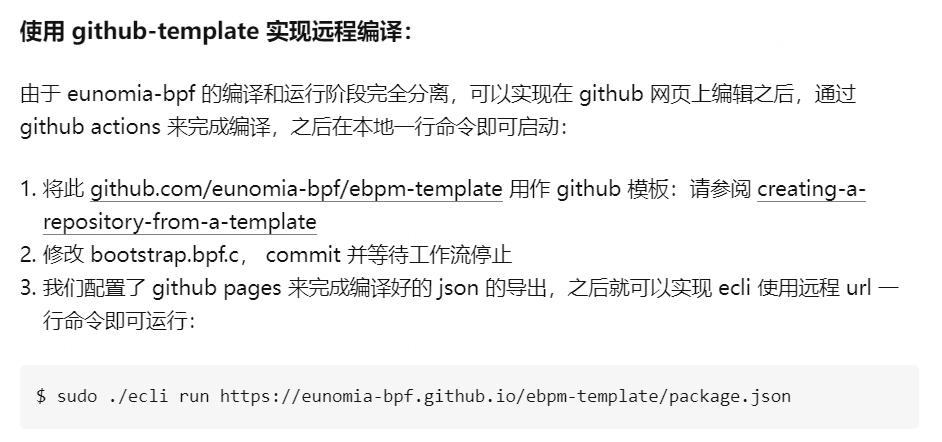 使用 github-template 实现远程编译：
由于 eunomia-bpf 的编译和运行阶段完全分离，可以实现在 github 网页上编辑之后，通过
github actions 来完成编译，之后在本地一行命令即可启动：
1. 将此 github.com/eunomia-bpf/ebpm-template 用作 github 模板：请参阅 creating-a-
repository-from-a-template
2. 修改 bootstrap.bpf.c， commit 并等待工作流停止
3. 我们配置了 github pages 来完成编译好的 json 的导出，之后就可以实现 ecli 使用远程 url 一
行命令即可运行：
$ sudo ./ecli run https://eunomia-bpf.github.io/ebpm-template/package.json